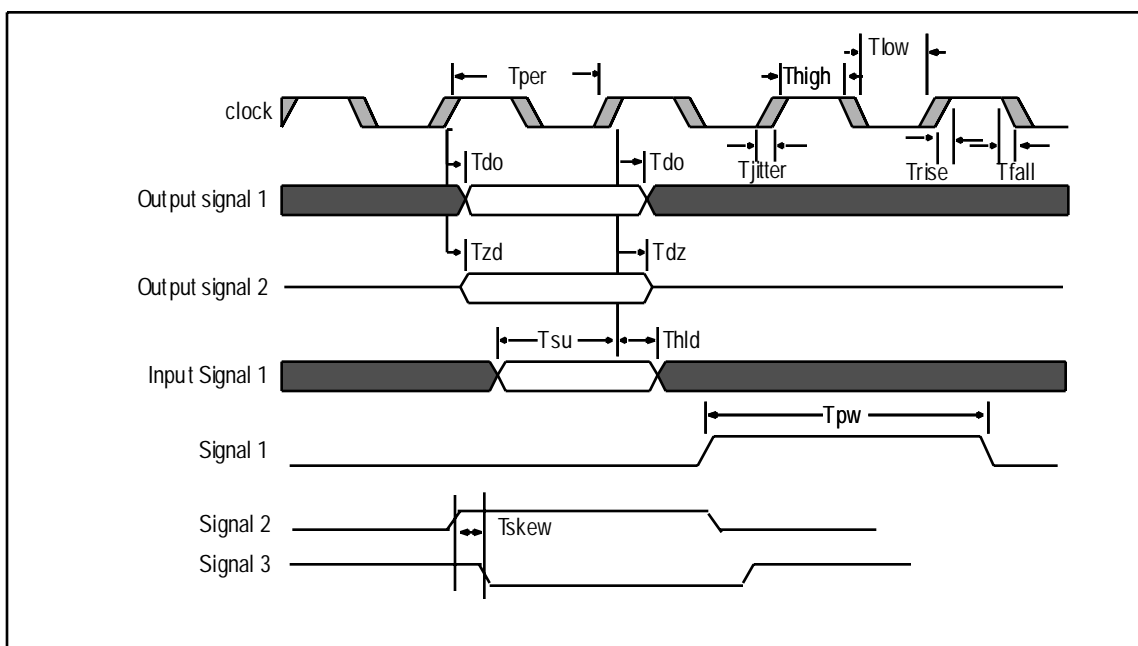 Tlow
Tper
Thigh
clock
Tdo
Tdo
Tjitter
Trise
Tfall
Output signal 1
Tzd
Tdz
Output signal 2
Tsu
Thld
Input Signal 1
Tpw
Signal 1
Signal 2
Tskew
Signal 3